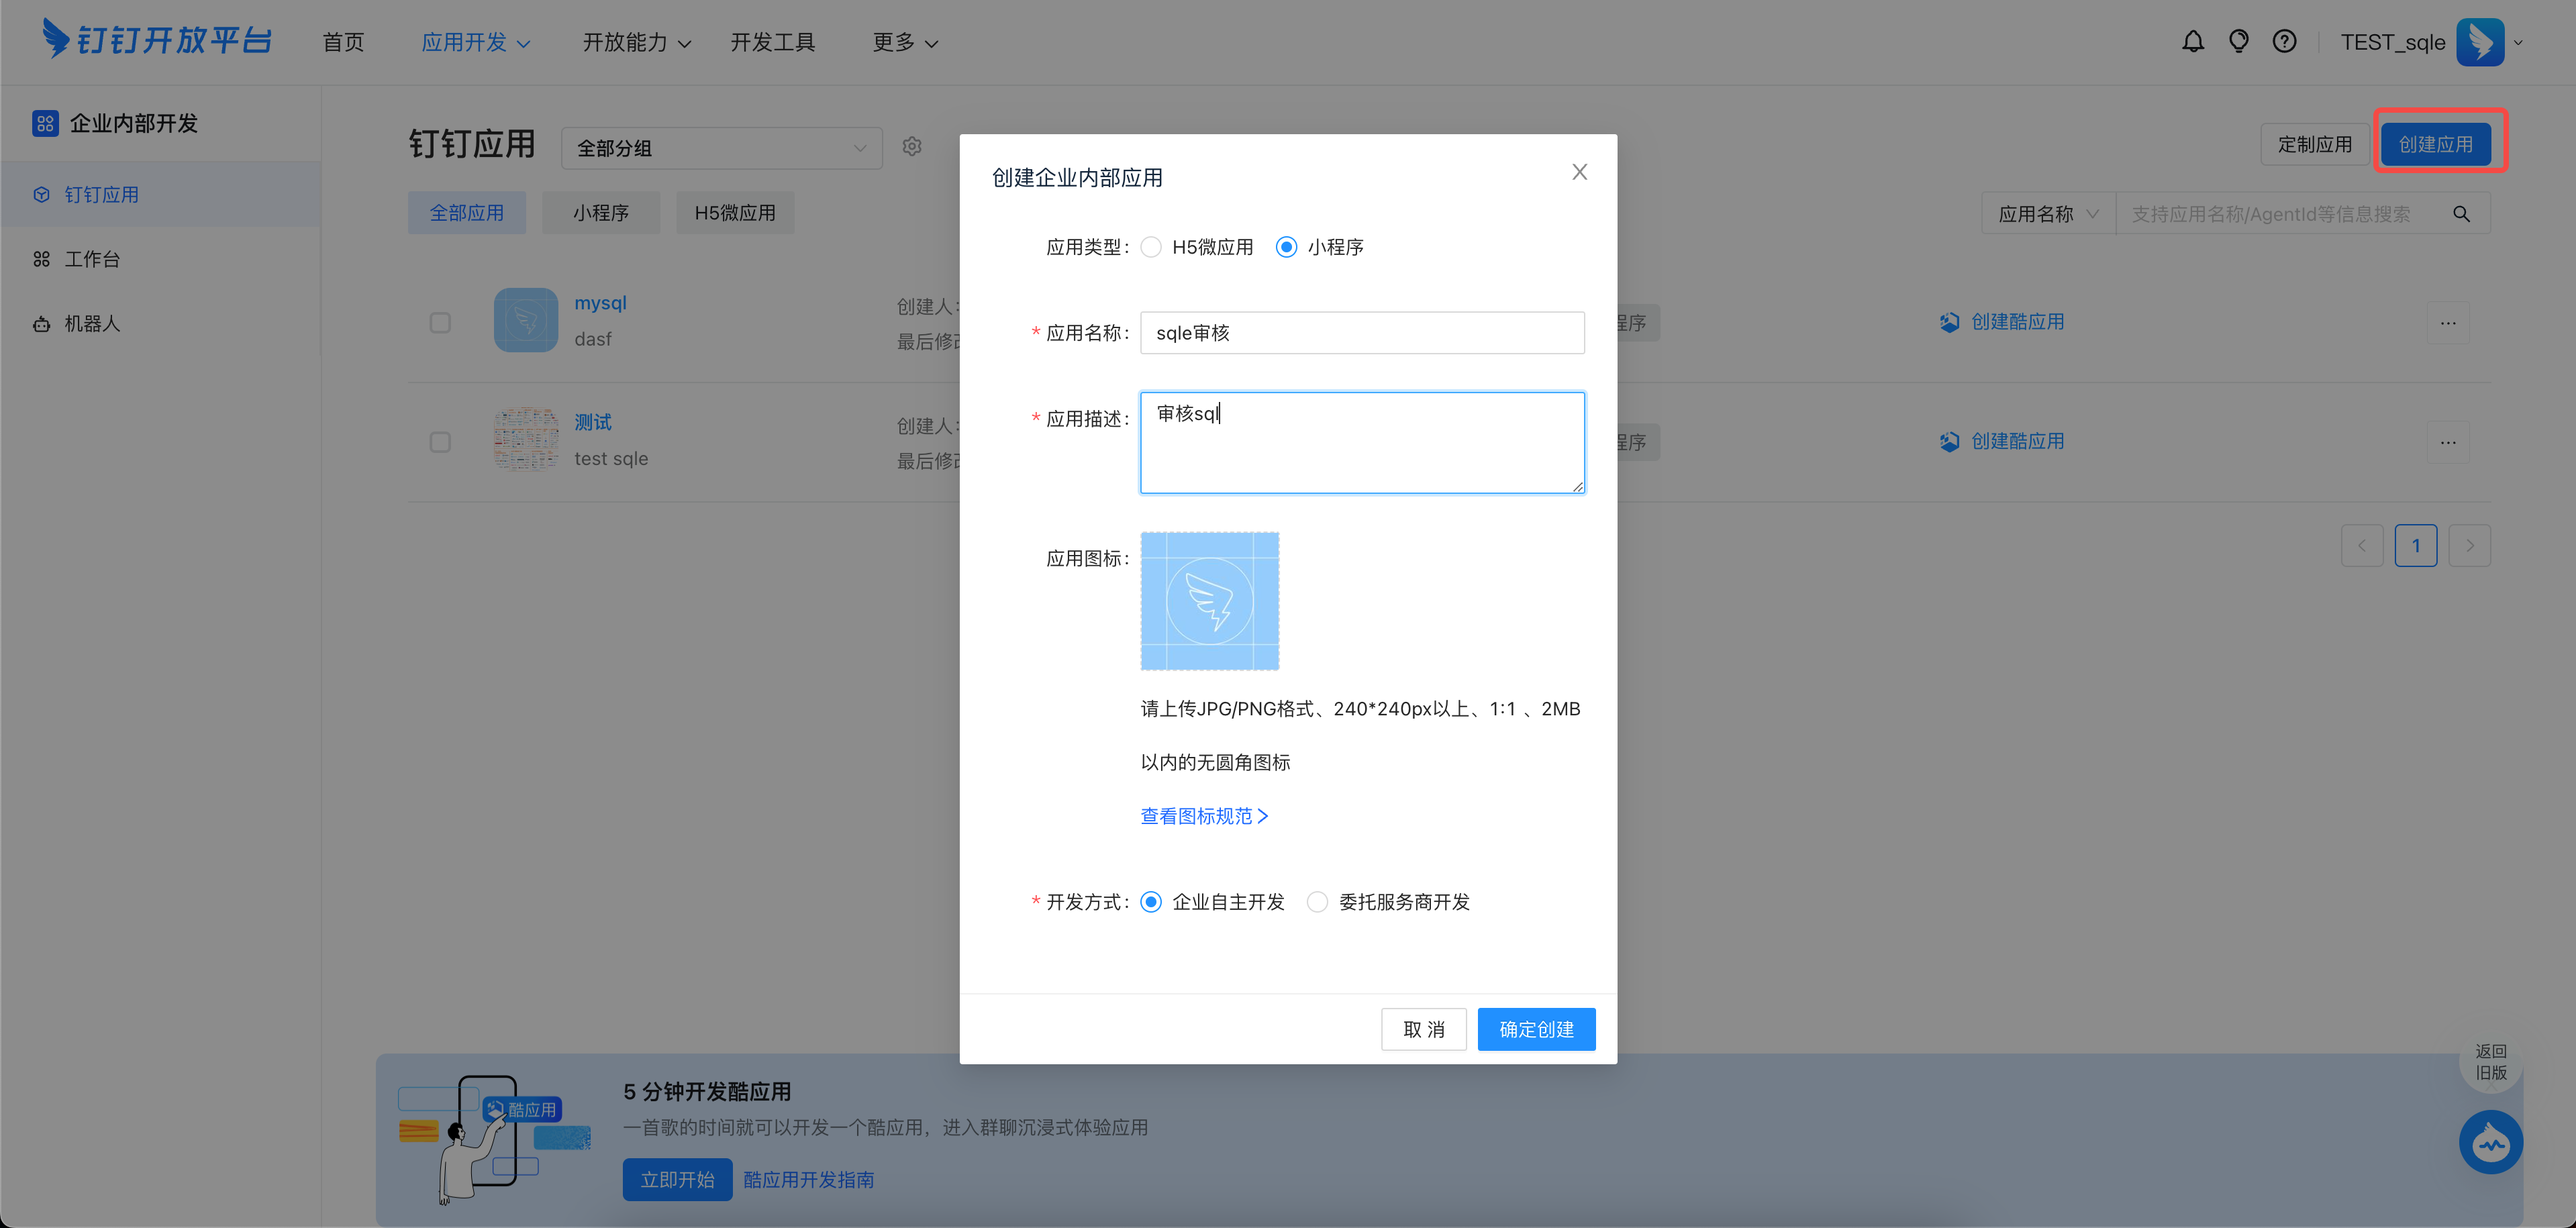 钉钉开放平台
首页
应用开发
开放能力
开发工具
更多
TEST_sqle
企业内部开发
钉钉应用
工作台
机器人
钉钉应用
全部分组
定制应用
创建应用
全部应用
小程序
H5微应用
应用名称
支持应用名称/AgentId等信息搜索
mysql
dasf
创建人:
最后修改
程序
创建酷应用
...
测试
test sqle
创建人:
最后修改
程序
创建酷应用
...
1
创建企业内部应用
应用类型:
H5微应用
小程序
* 应用名称:
sqle审核
* 应用描述:
审核sql
应用图标:
请上传JPG/PNG格式、240*240px以上、1:1 、2MB
以内的无圆角图标
查看图标规范
* 开发方式:
企业自主开发
委托服务商开发
取 消
确定创建
酷应用
5 分钟开发酷应用
一首歌的时间就可以开发一个酷应用，进入群聊沉浸式体验应用
立即开始
酷应用开发指南
返回
旧版